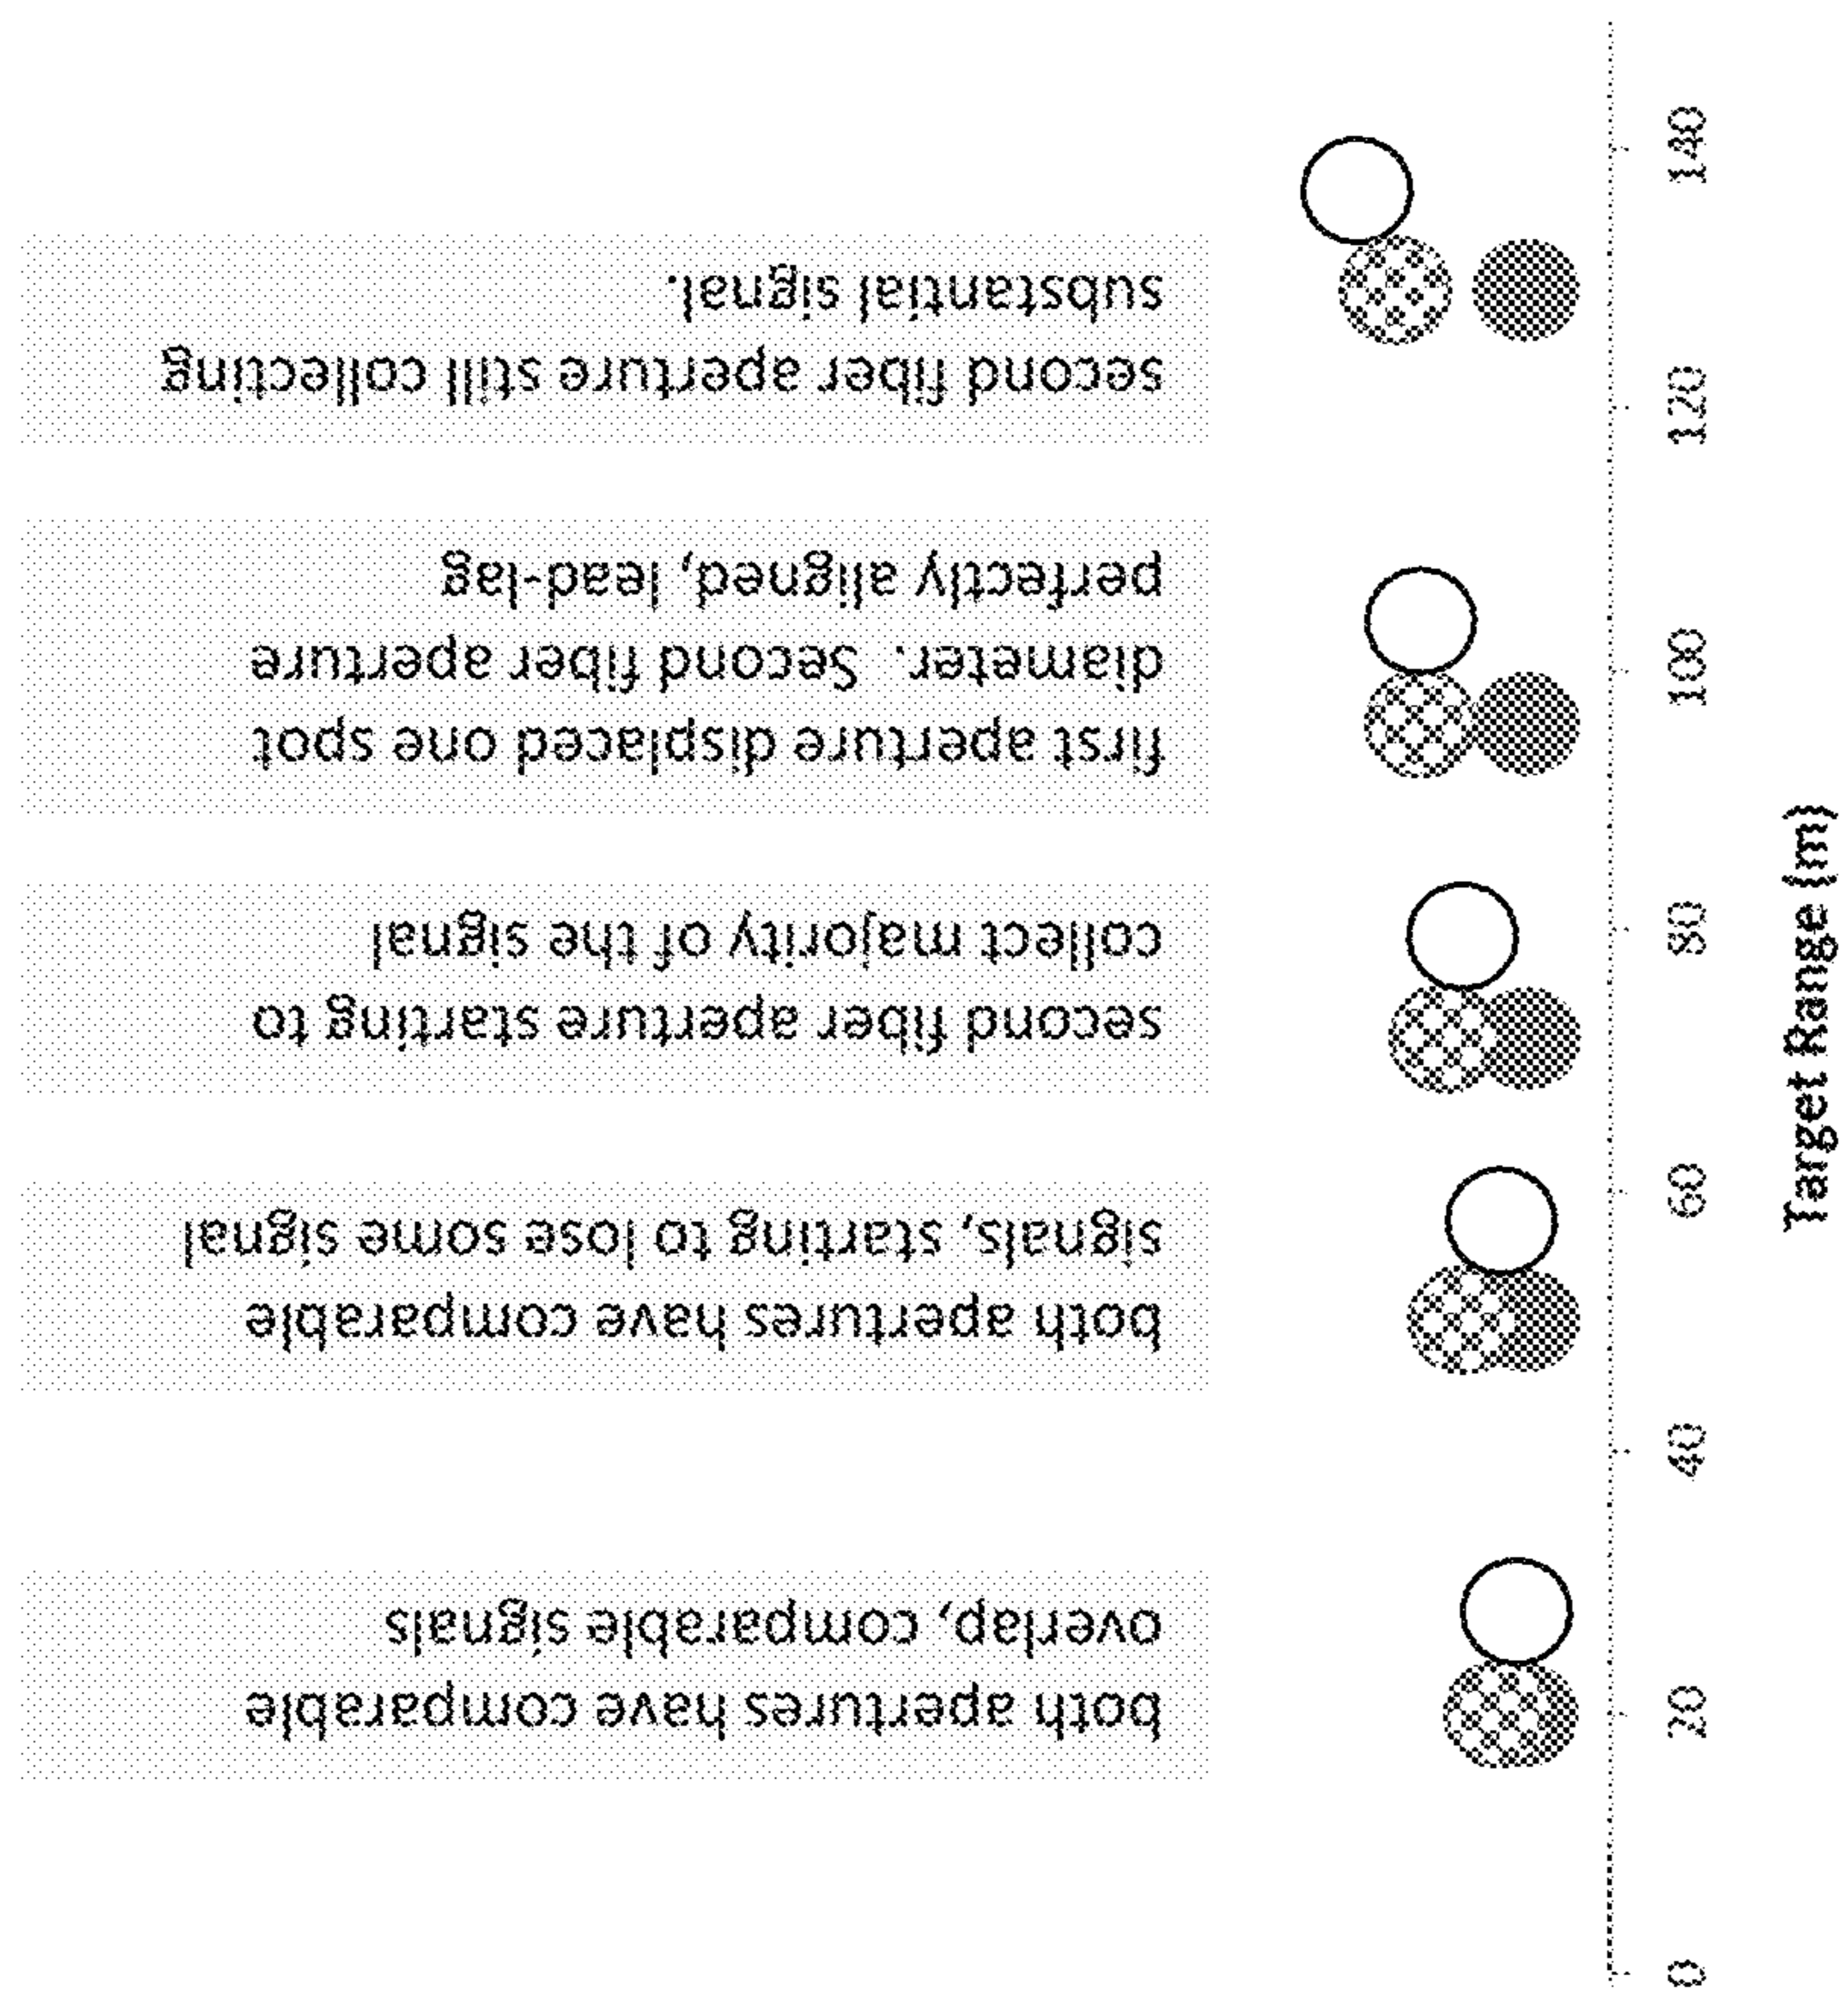 both apertures have comparable
overlap, comparable signals
both apertures have comparable
signals, starting to lose some signal
second fiber aperture starting to
collect majority of the signal
first aperture displaced one spot
diameter. Second fiber aperture
perfectly aligned, lead-lag
second fiber aperture still collecting
substantial signal.
0
20
40
60
80
100
120
140
Target Range (m)